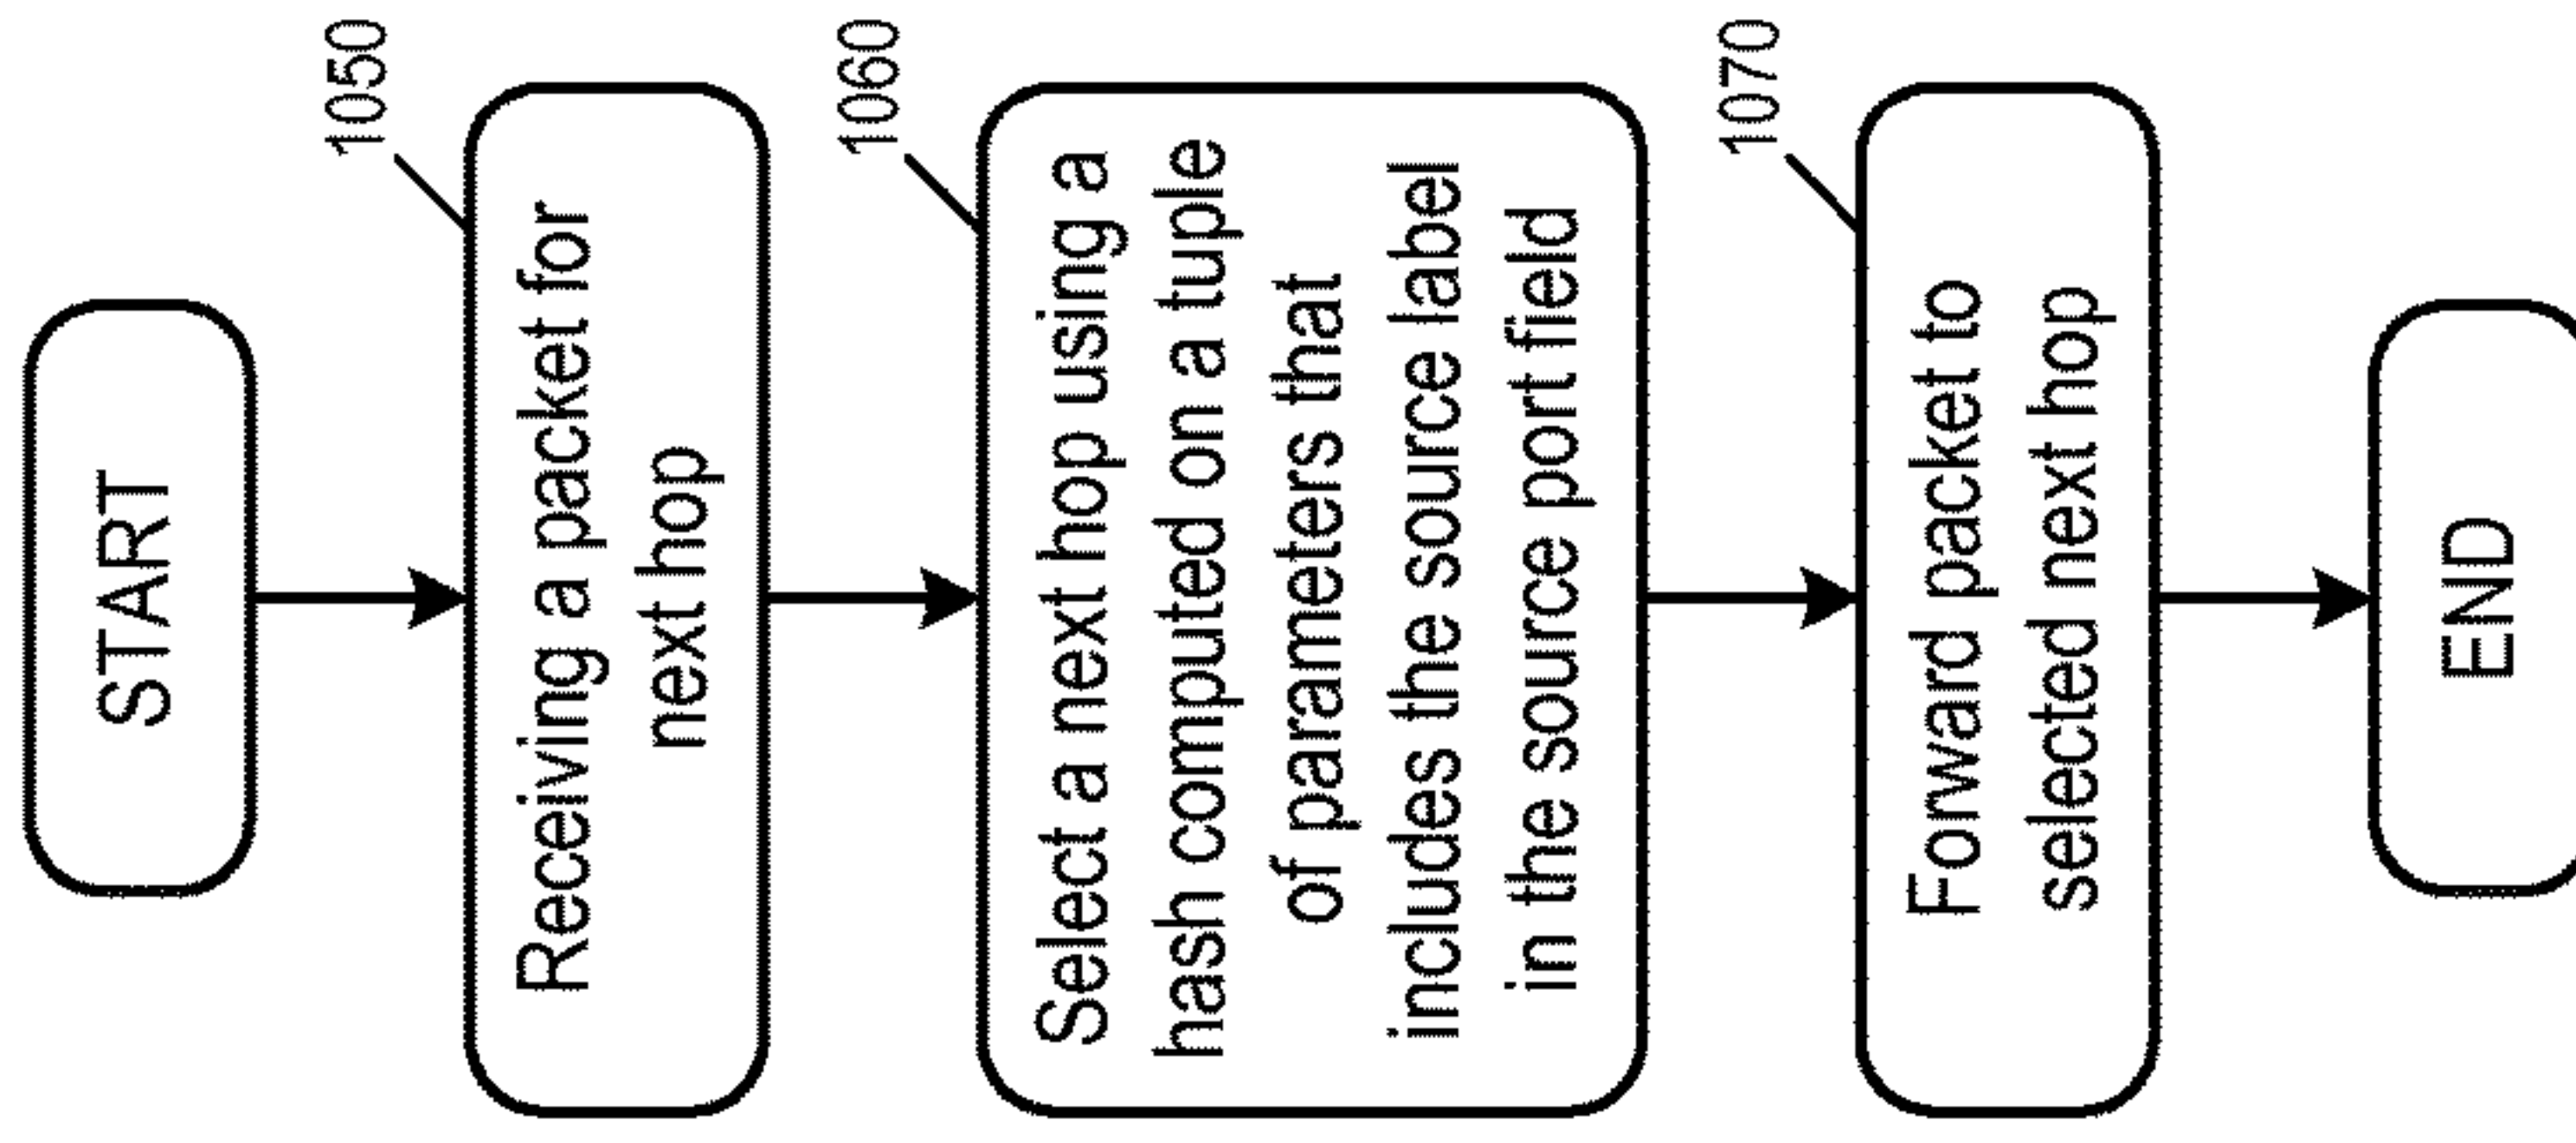 START
1050
Receiving a packet for
next hop
1060
Select a next hop using a
hash computed on a tuple
of parameters that
includes the source label
in the source port field
1070
Forward packet to
selected next hop
END